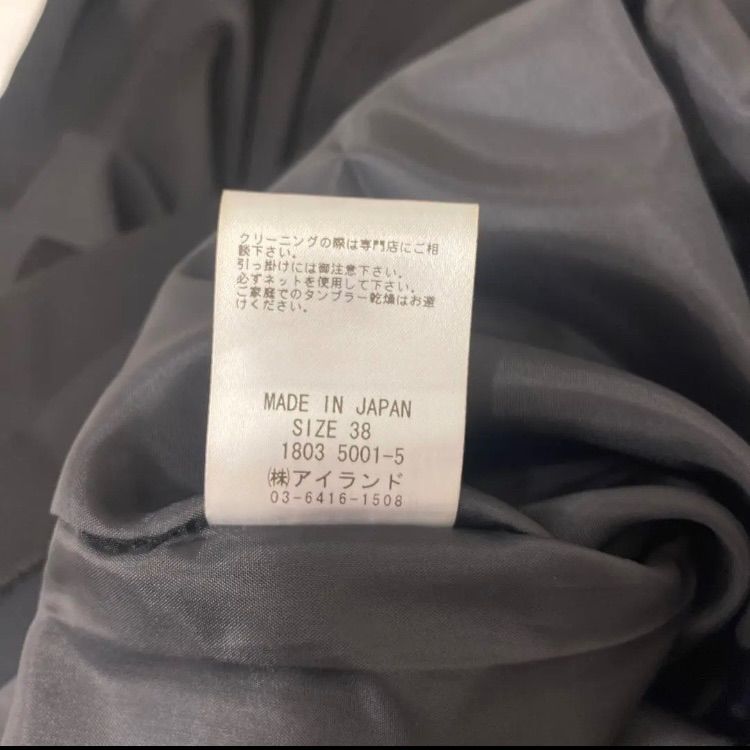 クリーニングの際は専門店にご相
談下さい。
引っ掛けには御注意下さい。
必ずネットを使用して下さい。
ご家庭でのタンブラー乾燥はお避
けください。
MADE IN JAPAN
SIZE 38
1803 5001-5
㈱アイランド
03-6416-1508